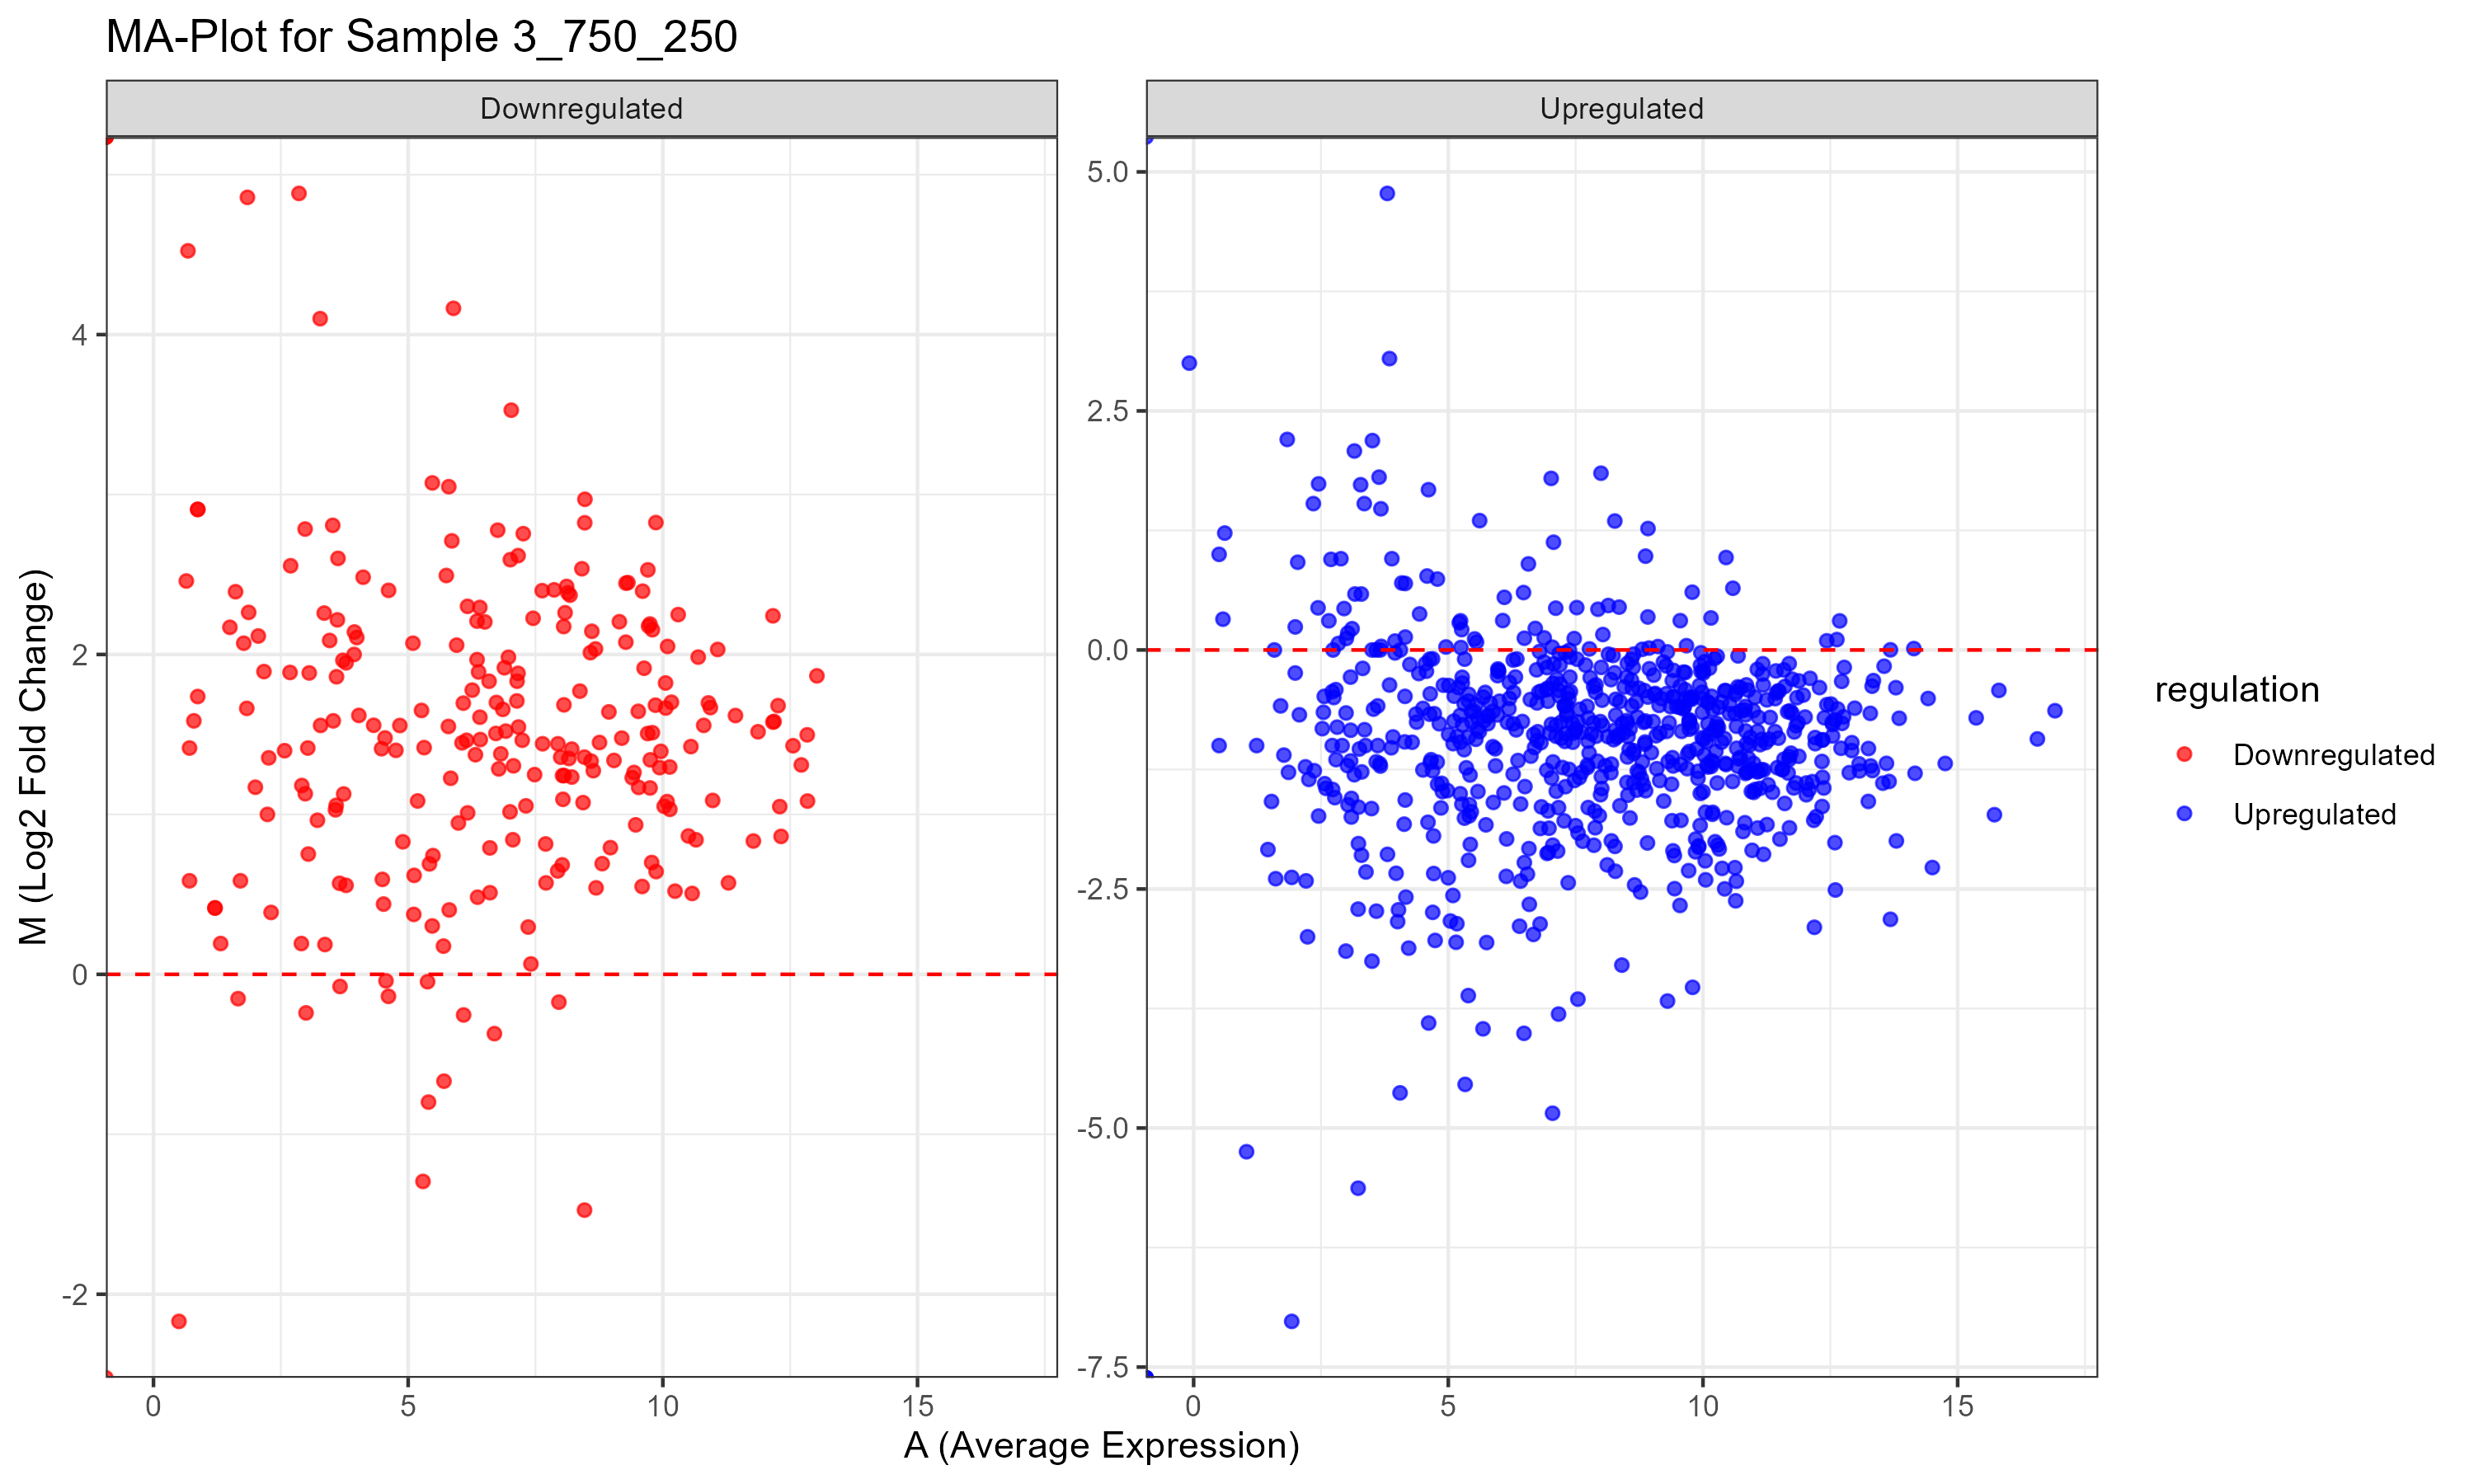 MA-Plot for Sample 3_750_250
Downregulated
Upregulated
M (Log2 Fold Change)
4
2
0
-2
5.0
2.5
0.0
-2.5
-5.0
-7.5
0 5 10 15
0 5 10 15
A (Average Expression)
regulation
Downregulated
Upregulated